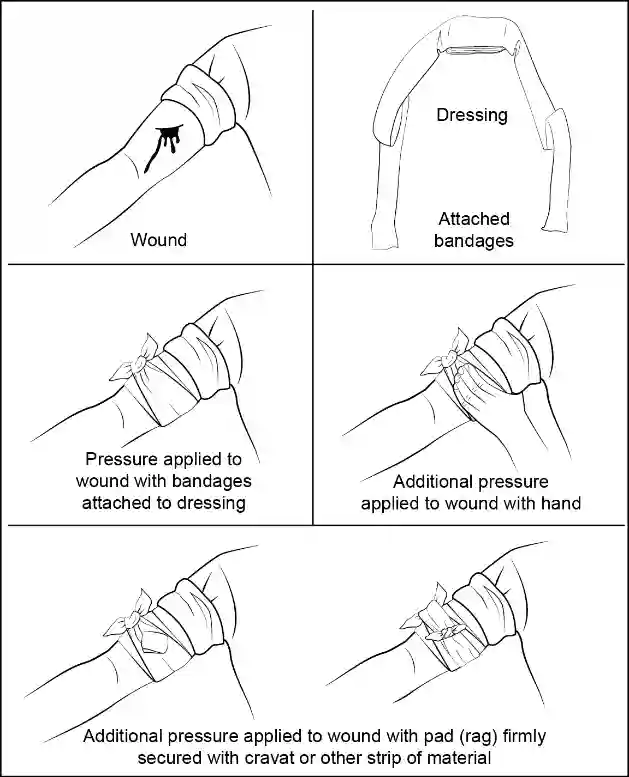 Wound
Dressing
Attached
bandages
Pressure applied to
wound with bandages
attached to dressing
Additional pressure
applied to wound with hand
Additional pressure applied to wound with pad (rag) firmly
secured with cravat or other strip of material